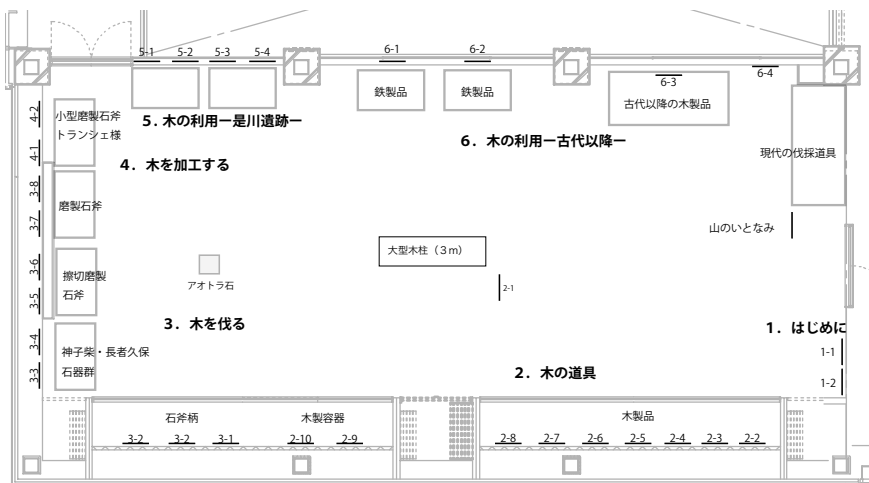 5-1
5-2
5-3
5-4
6-1
6-2
6-3
6-4
鉄製品
鉄製品
古代以降の木製品
4-2
小型磨製石斧
トランシェ様
5．木の利用ー是川遺跡ー
6．木の利用ー古代以降ー
4-1
4．木を加工する
現代の伐採道具
3-8
磨製石斧
3-7
山のいとなみ
大型木柱（3ｍ）
3-6
擦切磨製
石斧
3-5
アオトラ石
2-1
3．木を伐る
1．はじめに
3-4
神子柴・長者久保
石器群
3-3
1-1
1-2
2．木の道具
石斧柄
木製容器
木製品
3-2
3-2
3-1
2-10
2-9
2-8
2-7
2-6
2-5
2-4
2-3
2-2